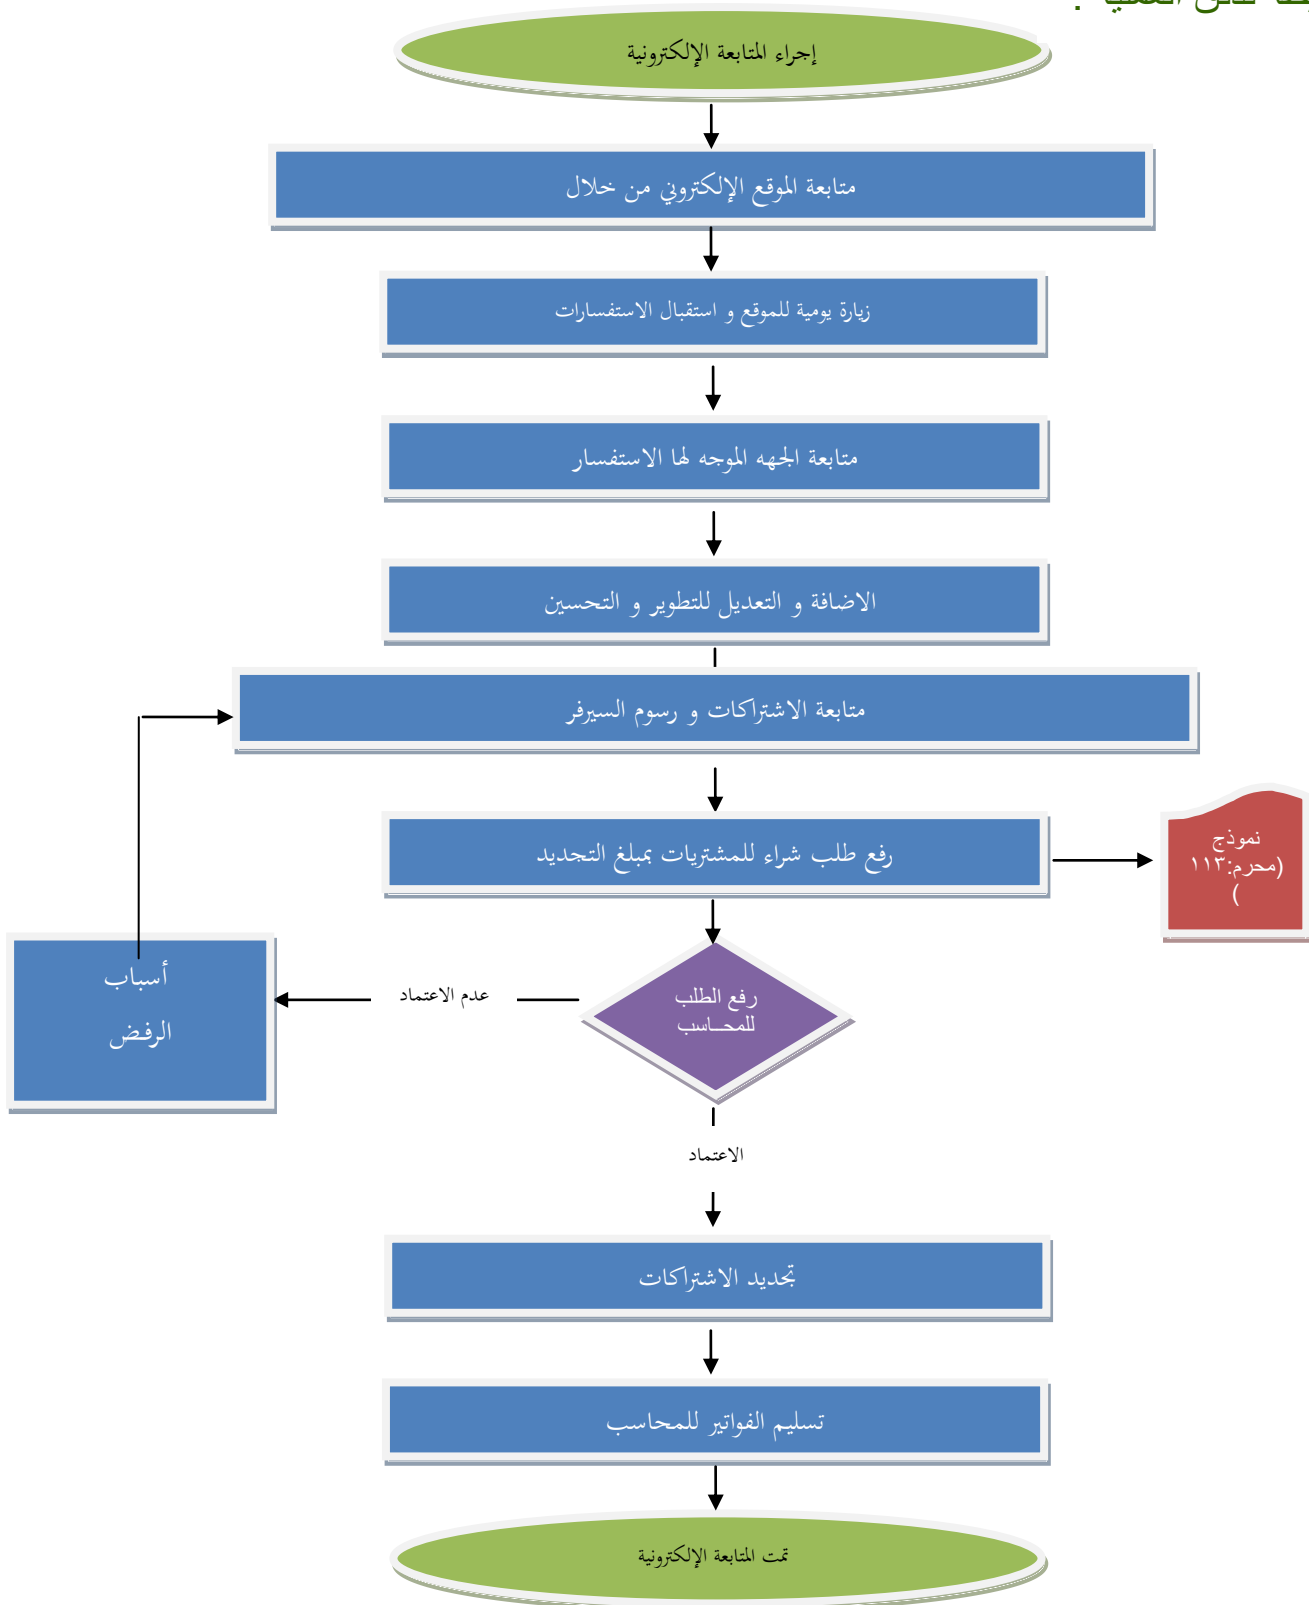 إجراء المتابعة الإلكترونية
متابعة الموقع الإلكتروني من خلال
زيارة يومية للموقع و استقبال الاستفسارات
متابعة الجهه الموجه لها الاستفسار
الاضافة و التعديل للتطوير و التحسين
متابعة الاشتراكات و رسوم السيرفر
رفع طلب شراء للمشتريات بمبلغ التجديد
نموذج
(محرم:١١٣
)
رفع الطلب
للمحــاسب
عدم الاعتماد
أسباب
الرفض
الاعتماد
تجديد الاشتراكات
تسليم الفواتير للمحاسب
تمت المتابعة الإلكترونية